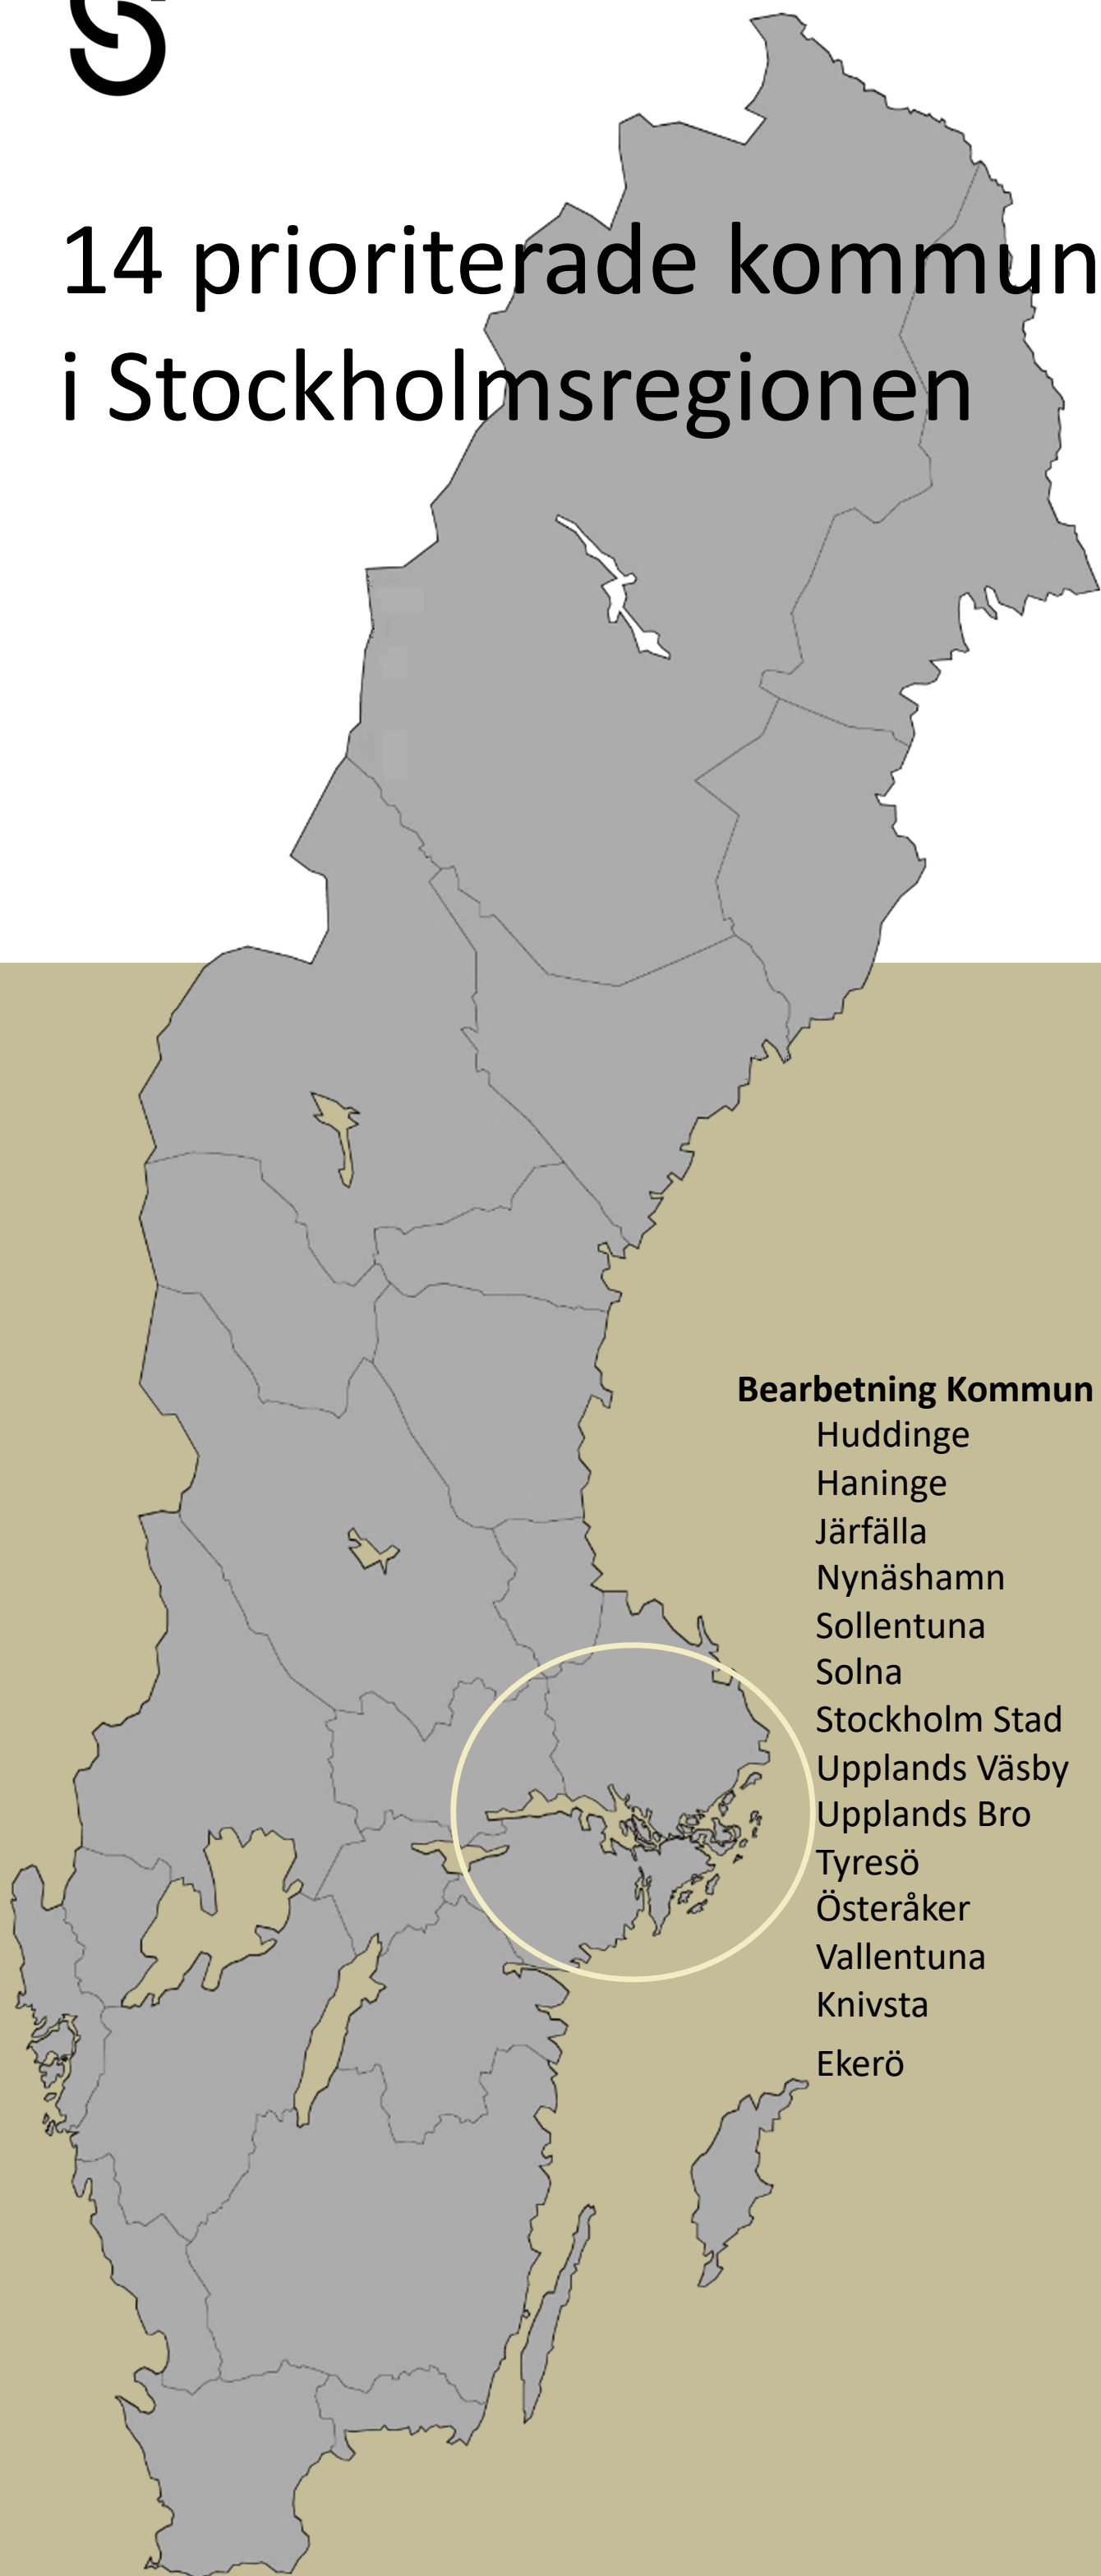 14 prioriterade kommun
i Stockholmsregionen
Bearbetning Kommun
Huddinge
Haninge
Järfälla
Nynäshamn
Sollentuna
Solna
Stockholm Stad
Upplands Väsby
Upplands Bro
Tyresö
Österåker
Vallentuna
Knivsta
Ekerö